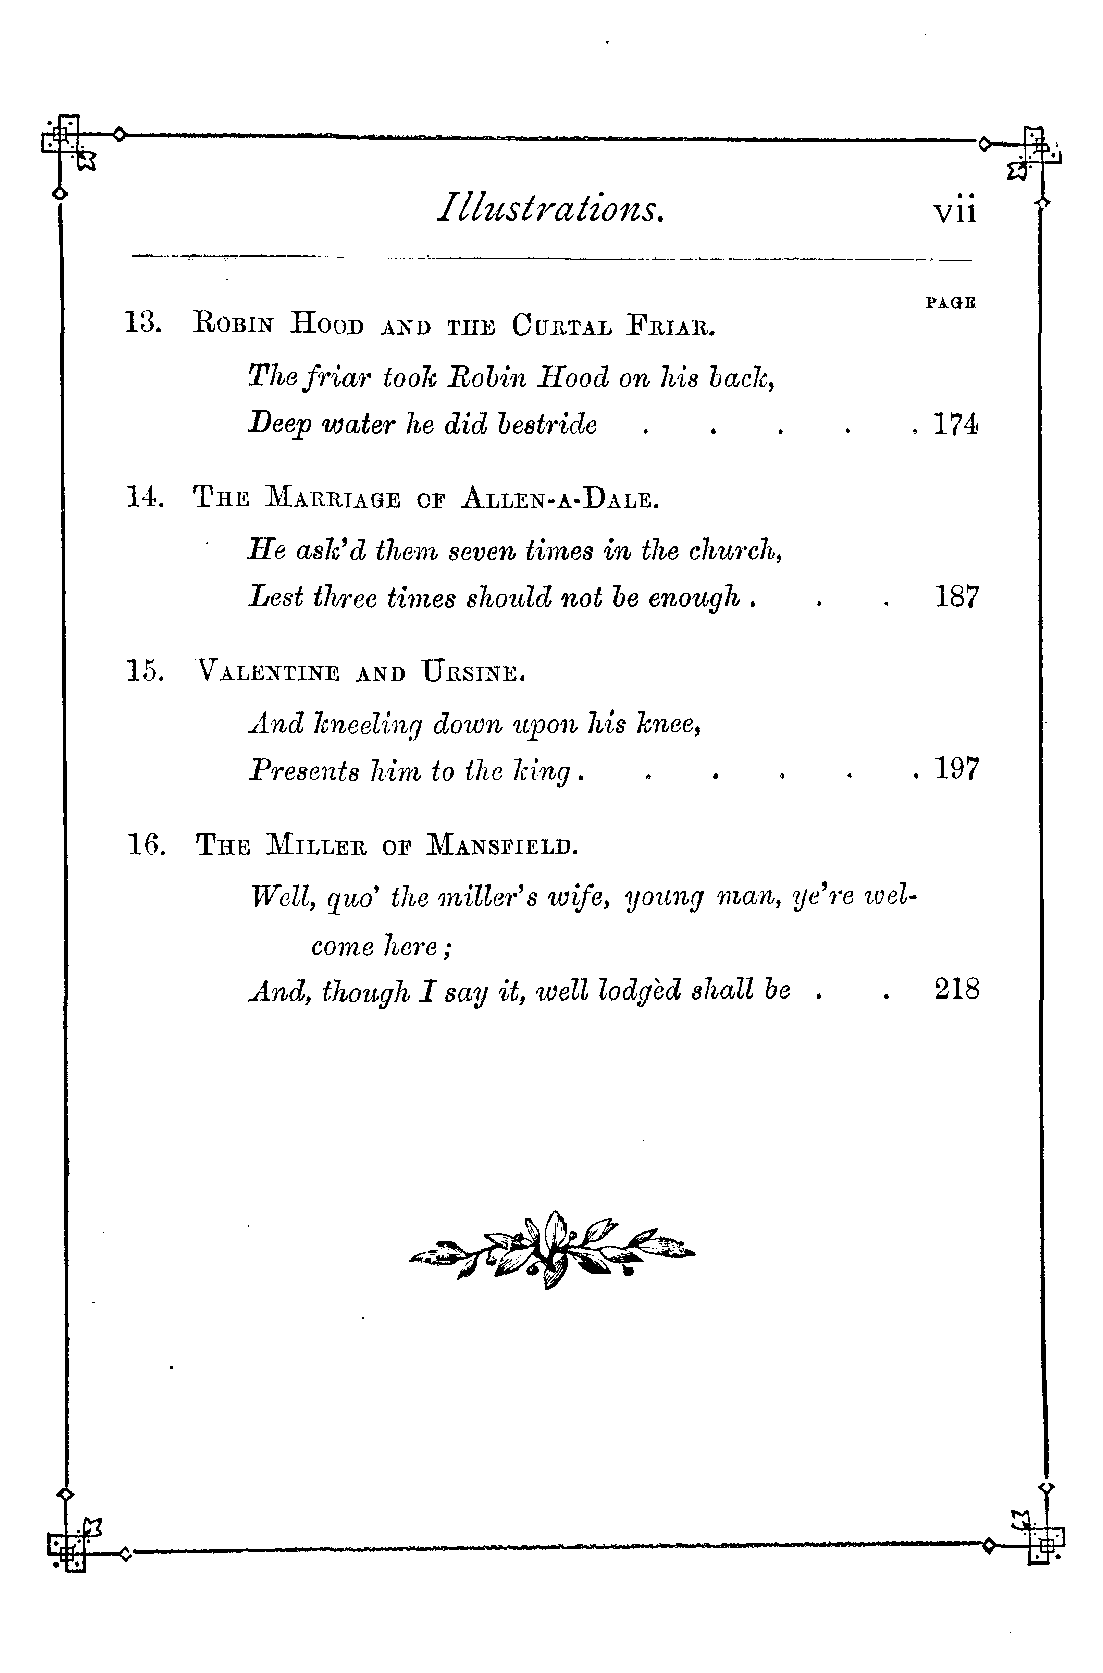 Illustrations. vii
PAGE
13. ROBIN HOOD AND THE CURTAL FRIAR.
The friar took Robin Hood on his back,
Deep water he did bestride . . . . . 174
14. THE MARRIAGE OF ALLEN-A-DALE.
He ask'd them seven times in the church,
Lest three times should not be enough . . . 187
15. VALENTINE AND URSINE.
And kneeling down upon his knee,
Presents him to the king . . . . . . 197
16. THE MILLER OF MANSFIELD.
Well, quo' the miller's wife, young man, ye're wel-
come here;
And, though I say it, well lodgèd shall be . . 218